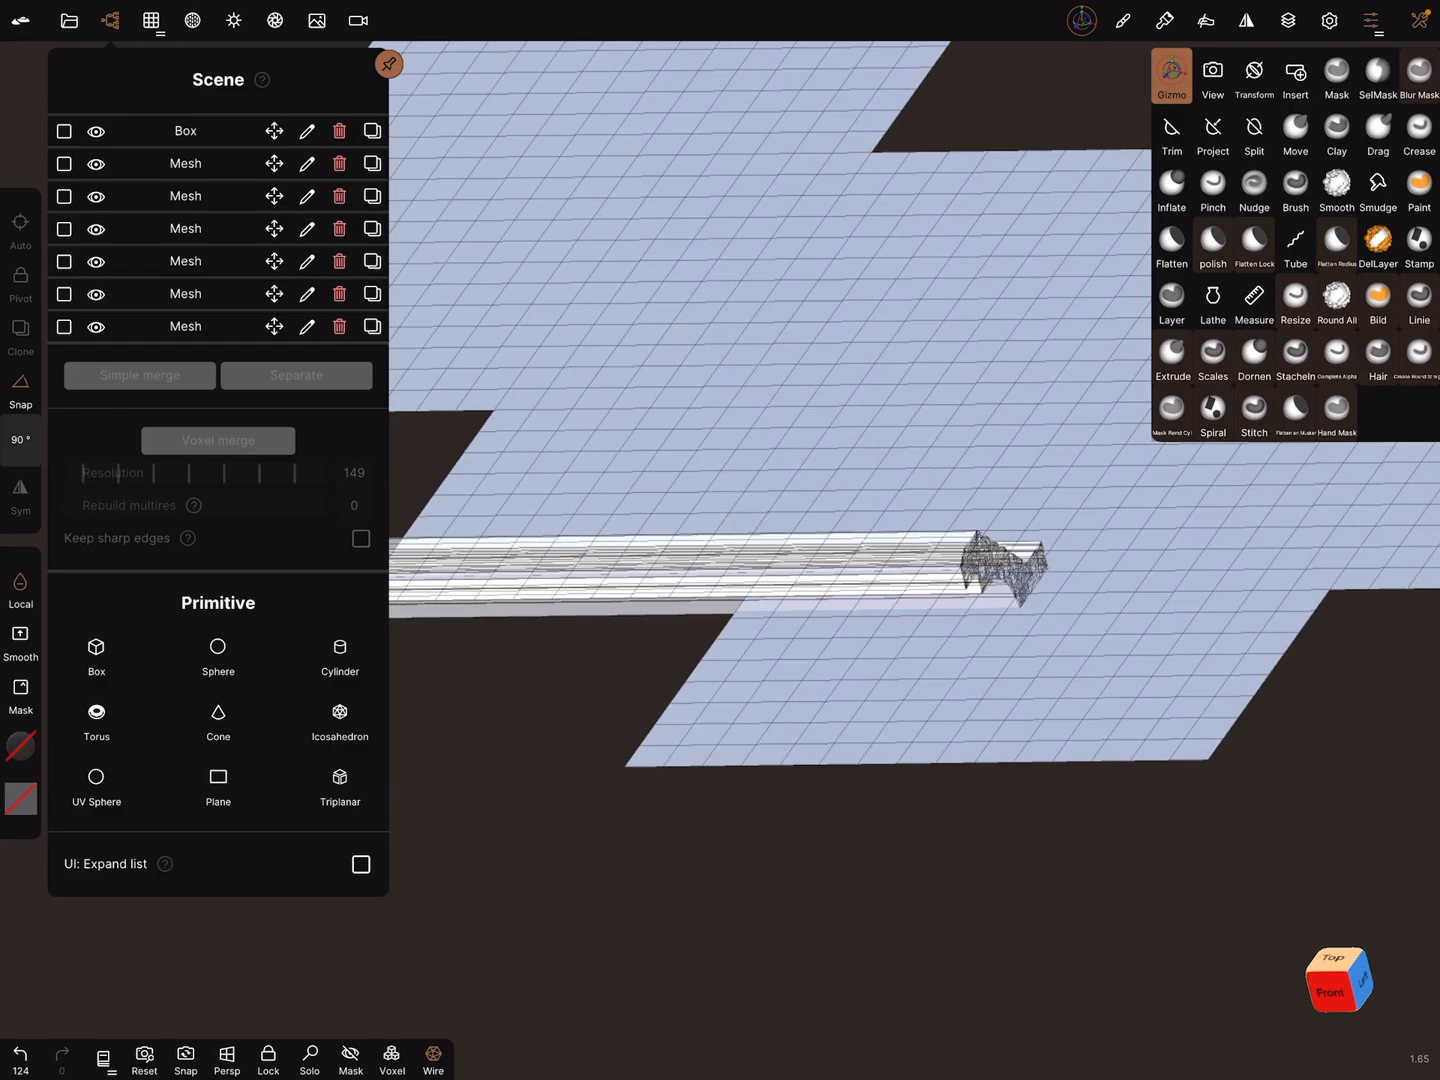 Scene
Box
Mesh
Mesh
Mesh
Mesh
Mesh
Mesh
Simple merge Separate
Voxel merge
Resolution 149
Rebuild multires 0
Keep sharp edges
Primitive
Box Sphere Cylinder
Torus Cone Icosahedron
UV Sphere Plane Triplanar
UI: Expand list
Auto
Pivot
Clone
Snap
90 °
Sym
Local
Smooth
Mask
Gizmo View Transform Insert Mask SelMask Blur Mask
Trim Project Split Move Clay Drag Crease
Inflate Pinch Nudge Brush Smooth Smudge Paint
Flatten polish Flatten Lock Tube Flatten Radius DelLayer Stamp
Layer Lathe Measure Resize Round All Bild Linie
Extrude Scales Dornen Stacheln Complete Alpha Hair
Spiral Stitch Hand Mask
Top
Front
Left
124 0 Reset Snap Persp Lock Solo Mask Voxel Wire
1.65